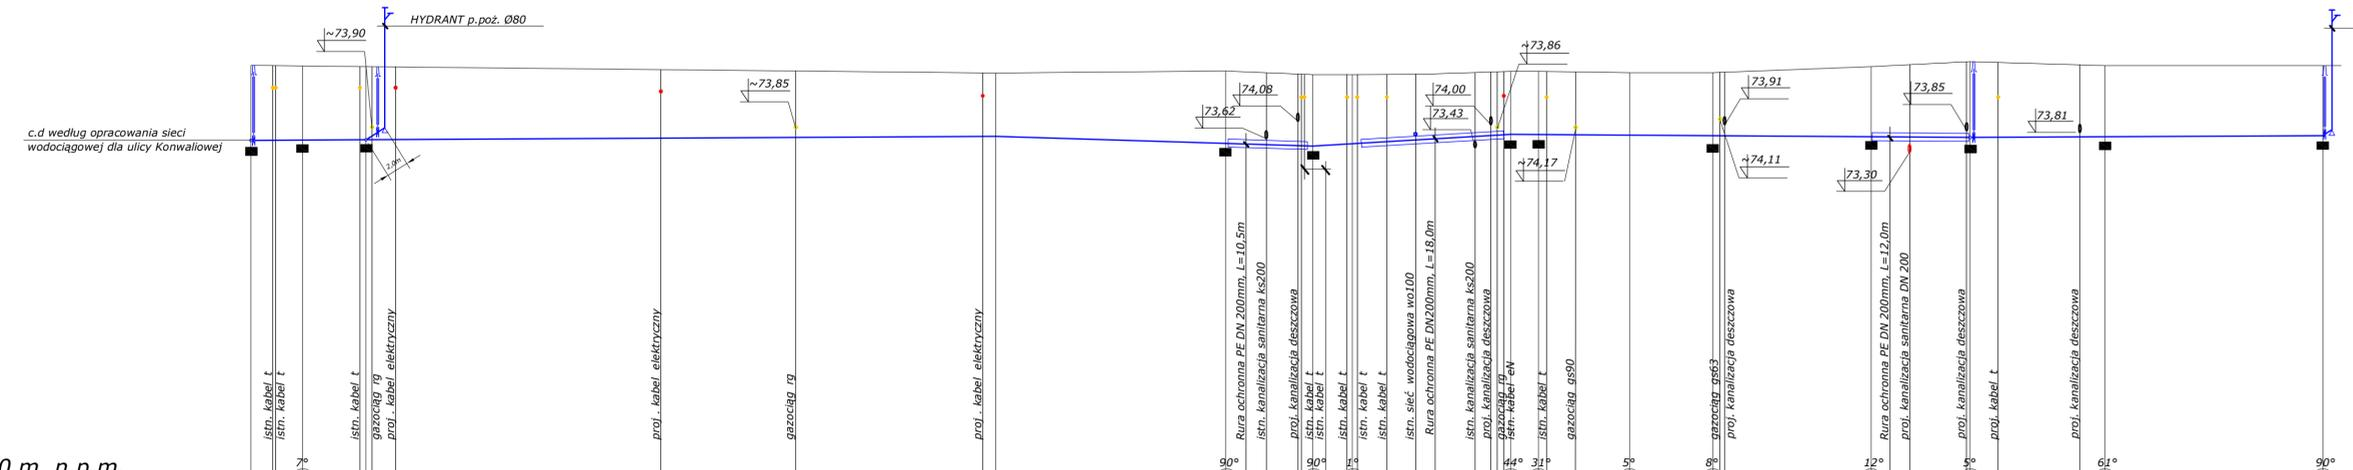 HYDRANT p.poż. Ø80
~73,90
~73,86
~73,85
74,08
73,62
74,00
73,43
73,91
73,85
73,81
~74,17
~74,11
73,30
c.d według opracowania sieci
wodociągowej dla ulicy Konwaliowej
2,0m
istn. kabel t
istn. kabel t
istn. kabel t
gazociąg rg
proj . kabel elektryczny
proj . kabel elektryczny
gazociąg rg
proj . kabel elektryczny
Rura ochronna PE DN 200mm, L=10,5m
istn. kanalizacja sanitarna ks200
proj. kanalizacja deszczowa
istn. kabel t
istn. kabel t
istn. kabel t
istn. kabel t
istn. kabel t
istn. sieć wodociągowa wo100
Rura ochronna PE DN200mm, L=18,0m
istn. kanalizacja sanitarna ks200
proj. kanalizacja deszczowa
gazociąg rg
istn. kabel eN
istn. kabel t
gazociąg gs90
gazociąg gs63
proj. kanalizacja deszczowa
Rura ochronna PE DN 200mm, L=12,0m
proj. kanalizacja sanitarna DN 200
proj. kanalizacja deszczowa
proj. kabel t
proj. kanalizacja deszczowa
0 m n.p.m
7°
90°
90°
1°
44°
31°
5°
8°
12°
5°
61°
90°